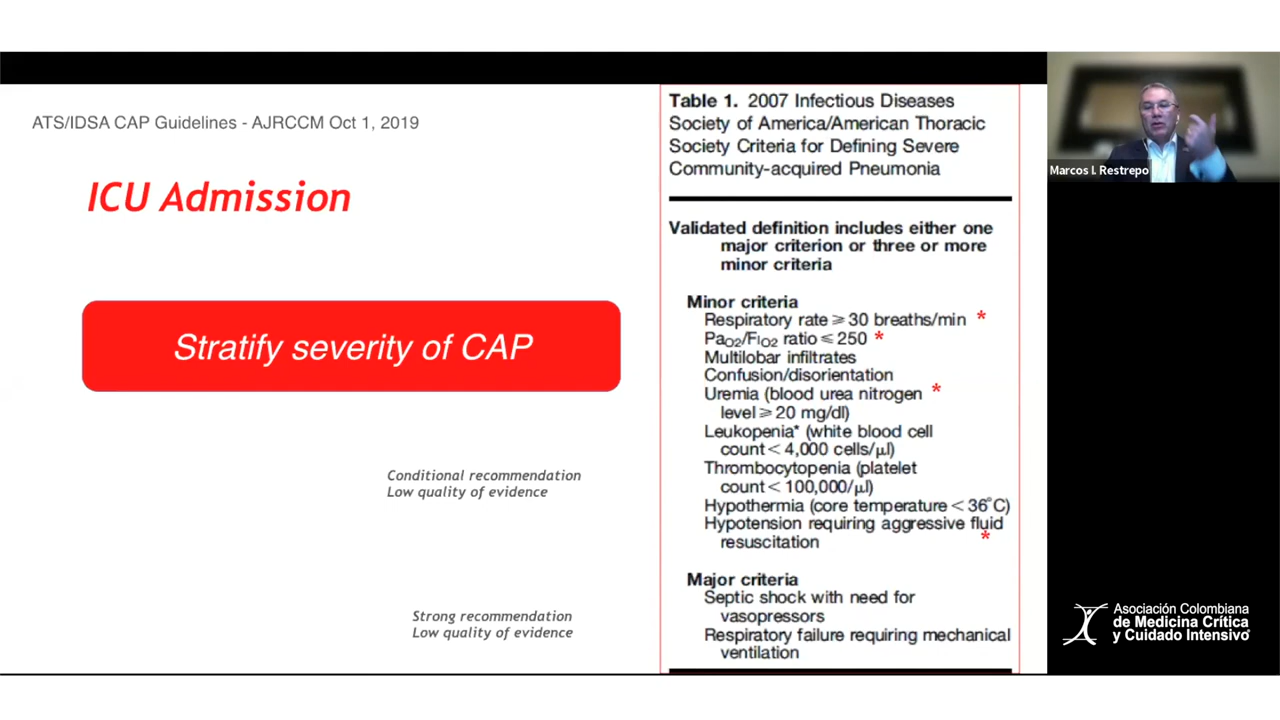 ATS/IDSA CAP Guidelines - AJRCCM Oct 1, 2019
ICU Admission
Stratify severity of CAP
Conditional recommendation
Low quality of evidence
Strong recommendation
Low quality of evidence
Table 1. 2007 Infectious Diseases
Society of America/American Thoracic
Society Criteria for Defining Severe
Community-acquired Pneumonia
Validated definition includes either one
major criterion or three or more
minor criteria
Minor criteria
Respiratory rate ⩾ 30 breaths/min *
PaO2/FIO2 ratio ⩽ 250 *
Multilobar infiltrates
Confusion/disorientation
Uremia (blood urea nitrogen *
level ⩾ 20 mg/dl)
Leukopenia* (white blood cell
count < 4,000 cells/μl)
Thrombocytopenia (platelet
count < 100,000/μl)
Hypothermia (core temperature < 36°C)
Hypotension requiring aggressive fluid
resuscitation *
Major criteria
Septic shock with need for
vasopressors
Respiratory failure requiring mechanical
ventilation
Marcos I. Restrepo
Asociación Colombiana
de Medicina Crítica
y Cuidado Intensivo